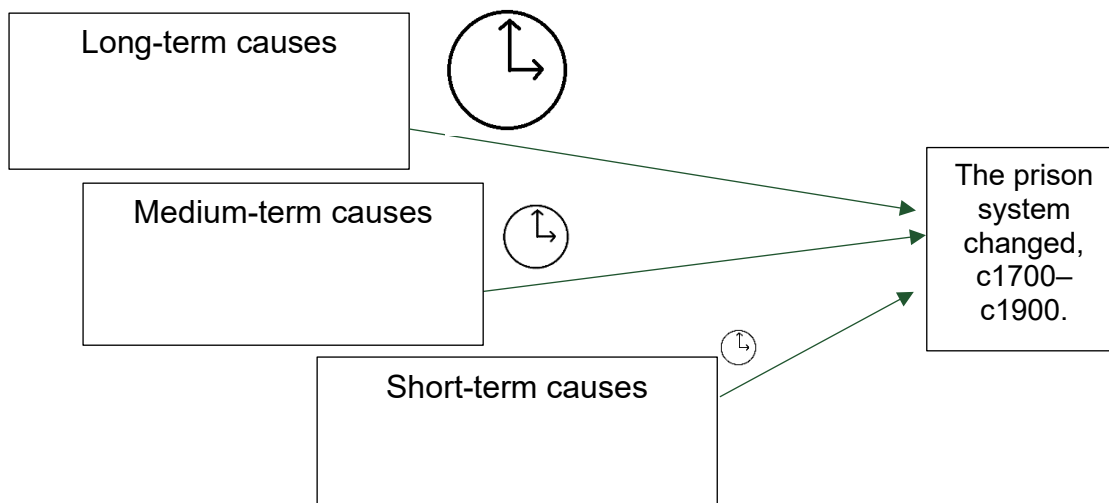 Long-term causes
Medium-term causes
Short-term causes
The prison
system
changed,
c1700–
c1900.